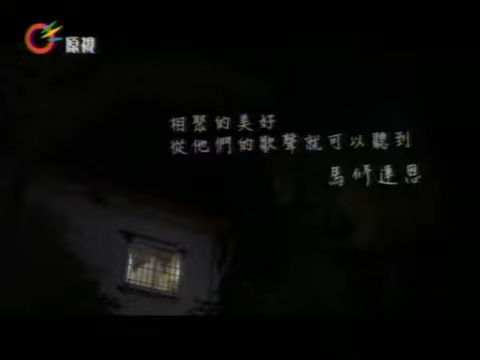 原視
相聚的美好
從他們的歌聲就可以聽到
馬修連恩